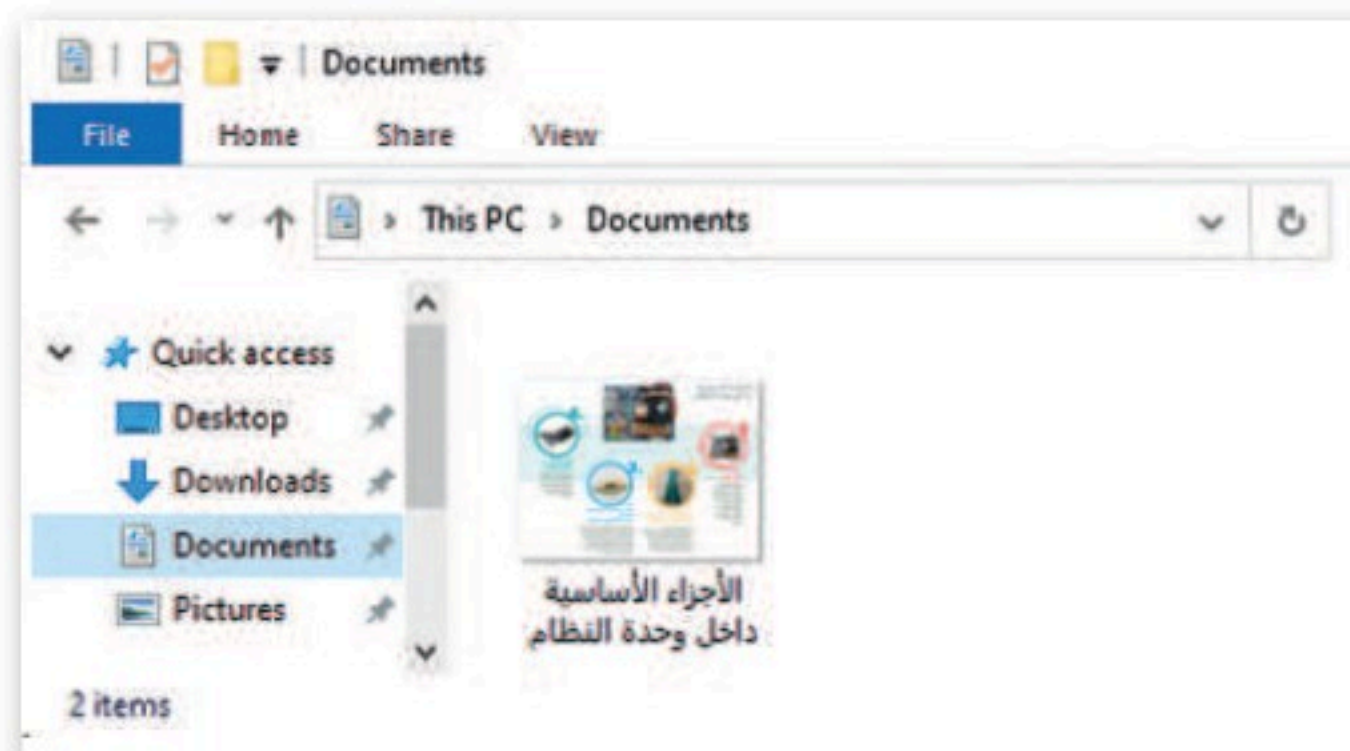 Documents
File Home Share View
This PC > Documents
Quick access
Desktop
Downloads
Documents
Pictures
الأجزاء الأساسية
داخل وحدة النظام
2 items